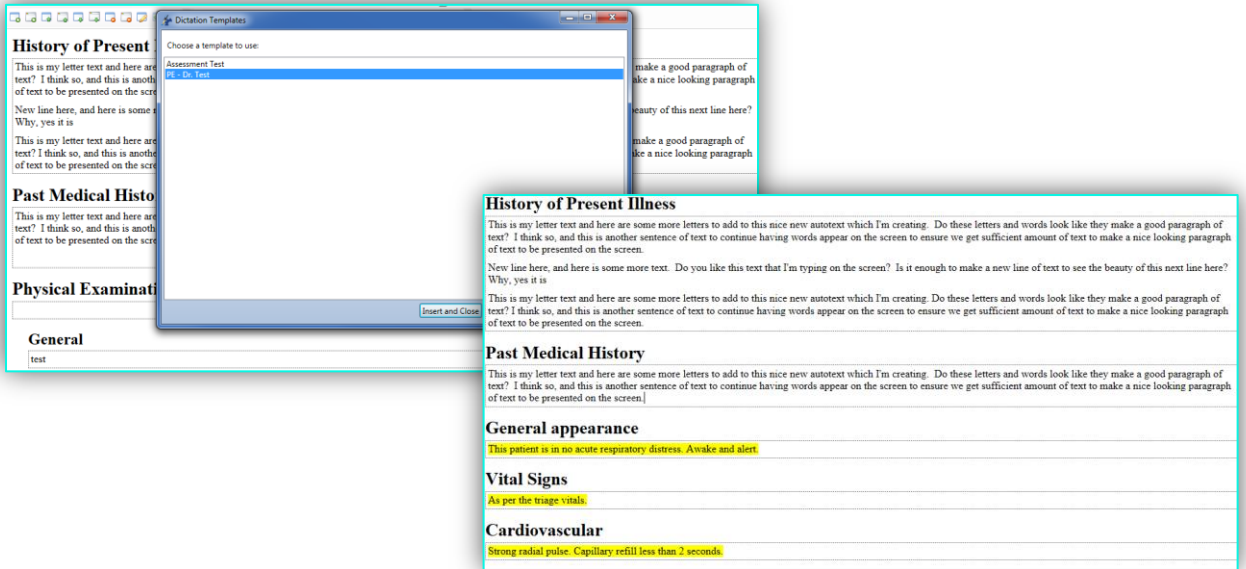 Dictation Templates
Choose a template to use:
Assessment Test
PE - Dr. Test
Insert and Close
History of Present
This is my letter text and here are
make a good paragraph of
text? I think so, and this is anoth
ke a nice looking paragraph
of text to be presented on the scre
New line here, and here is some
eauty of this next line here?
Why, yes it is
This is my letter text and here are
make a good paragraph of
text? I think so, and this is anothe
ke a nice looking paragraph
of text to be presented on the scre
Past Medical Histo
This is my letter text and here are
text? I think so, and this is anoth
of text to be presented on the scre
Physical Examinati
General
test
History of Present Illness
This is my letter text and here are some more letters to add to this nice new autotext which I'm creating. Do these letters and words look like they make a good paragraph of
text? I think so, and this is another sentence of text to continue having words appear on the screen to ensure we get sufficient amount of text to make a nice looking paragraph
of text to be presented on the screen.
New line here, and here is some more text. Do you like this text that I'm typing on the screen? Is it enough to make a new line of text to see the beauty of this next line here?
Why, yes it is
This is my letter text and here are some more letters to add to this nice new autotext which I'm creating. Do these letters and words look like they make a good paragraph of
text? I think so, and this is another sentence of text to continue having words appear on the screen to ensure we get sufficient amount of text to make a nice looking paragraph
of text to be presented on the screen.
Past Medical History
This is my letter text and here are some more letters to add to this nice new autotext which I'm creating. Do these letters and words look like they make a good paragraph of
text? I think so, and this is another sentence of text to continue having words appear on the screen to ensure we get sufficient amount of text to make a nice looking paragraph
of text to be presented on the screen.
General appearance
This patient is in no acute respiratory distress. Awake and alert.
Vital Signs
As per the triage vitals.
Cardiovascular
Strong radial pulse. Capillary refill less than 2 seconds.